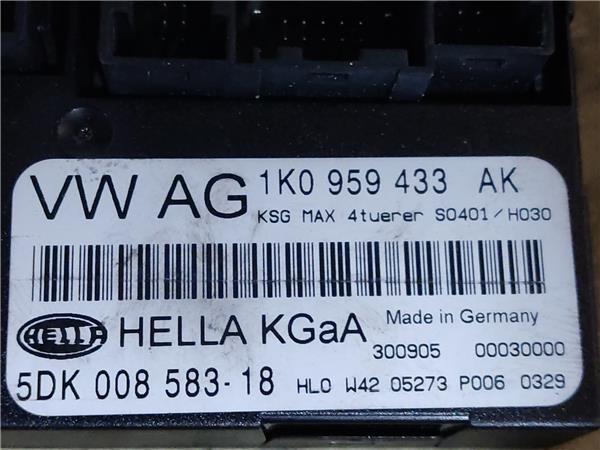 VW AG 1K0 959 433 AK
KSG MAX 4tuerer S0401/H030
HELLA HELLA KGaA Made in Germany
300905 00030000
5DK 008 583-18 HLO W42 05273 P006 0329